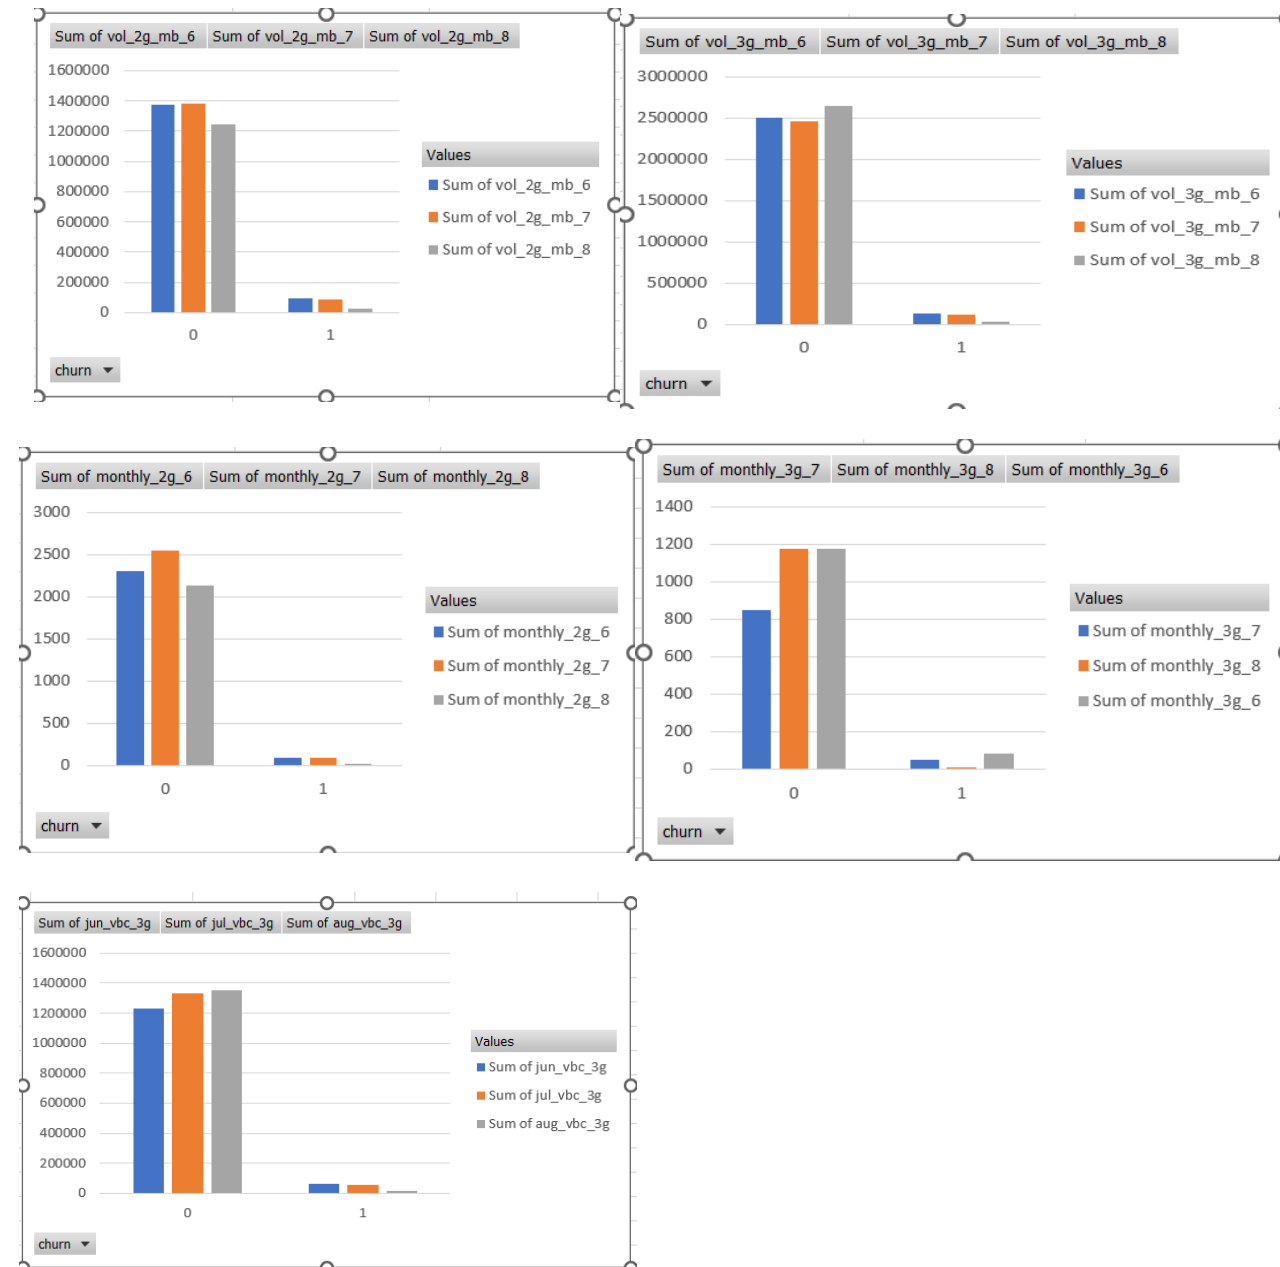 Sum of vol_2g_mb_6 Sum of vol_2g_mb_7 Sum of vol_2g_mb_8
1600000
1400000
1200000
1000000
800000
600000
400000
200000
0
0 1
Values
Sum of vol_2g_mb_6
Sum of vol_2g_mb_7
Sum of vol_2g_mb_8
churn
Sum of vol_3g_mb_6 Sum of vol_3g_mb_7 Sum of vol_3g_mb_8
3000000
2500000
2000000
1500000
1000000
500000
0
0 1
Values
Sum of vol_3g_mb_6
Sum of vol_3g_mb_7
Sum of vol_3g_mb_8
churn
Sum of monthly_2g_6 Sum of monthly_2g_7 Sum of monthly_2g_8
3000
2500
2000
1500
1000
500
0
0 1
Values
Sum of monthly_2g_6
Sum of monthly_2g_7
Sum of monthly_2g_8
churn
Sum of monthly_3g_7 Sum of monthly_3g_8 Sum of monthly_3g_6
1400
1200
1000
800
600
400
200
0
0 1
Values
Sum of monthly_3g_7
Sum of monthly_3g_8
Sum of monthly_3g_6
churn
Sum of jun_vbc_3g Sum of jul_vbc_3g Sum of aug_vbc_3g
1600000
1400000
1200000
1000000
800000
600000
400000
200000
0
0 1
Values
Sum of jun_vbc_3g
Sum of jul_vbc_3g
Sum of aug_vbc_3g
churn